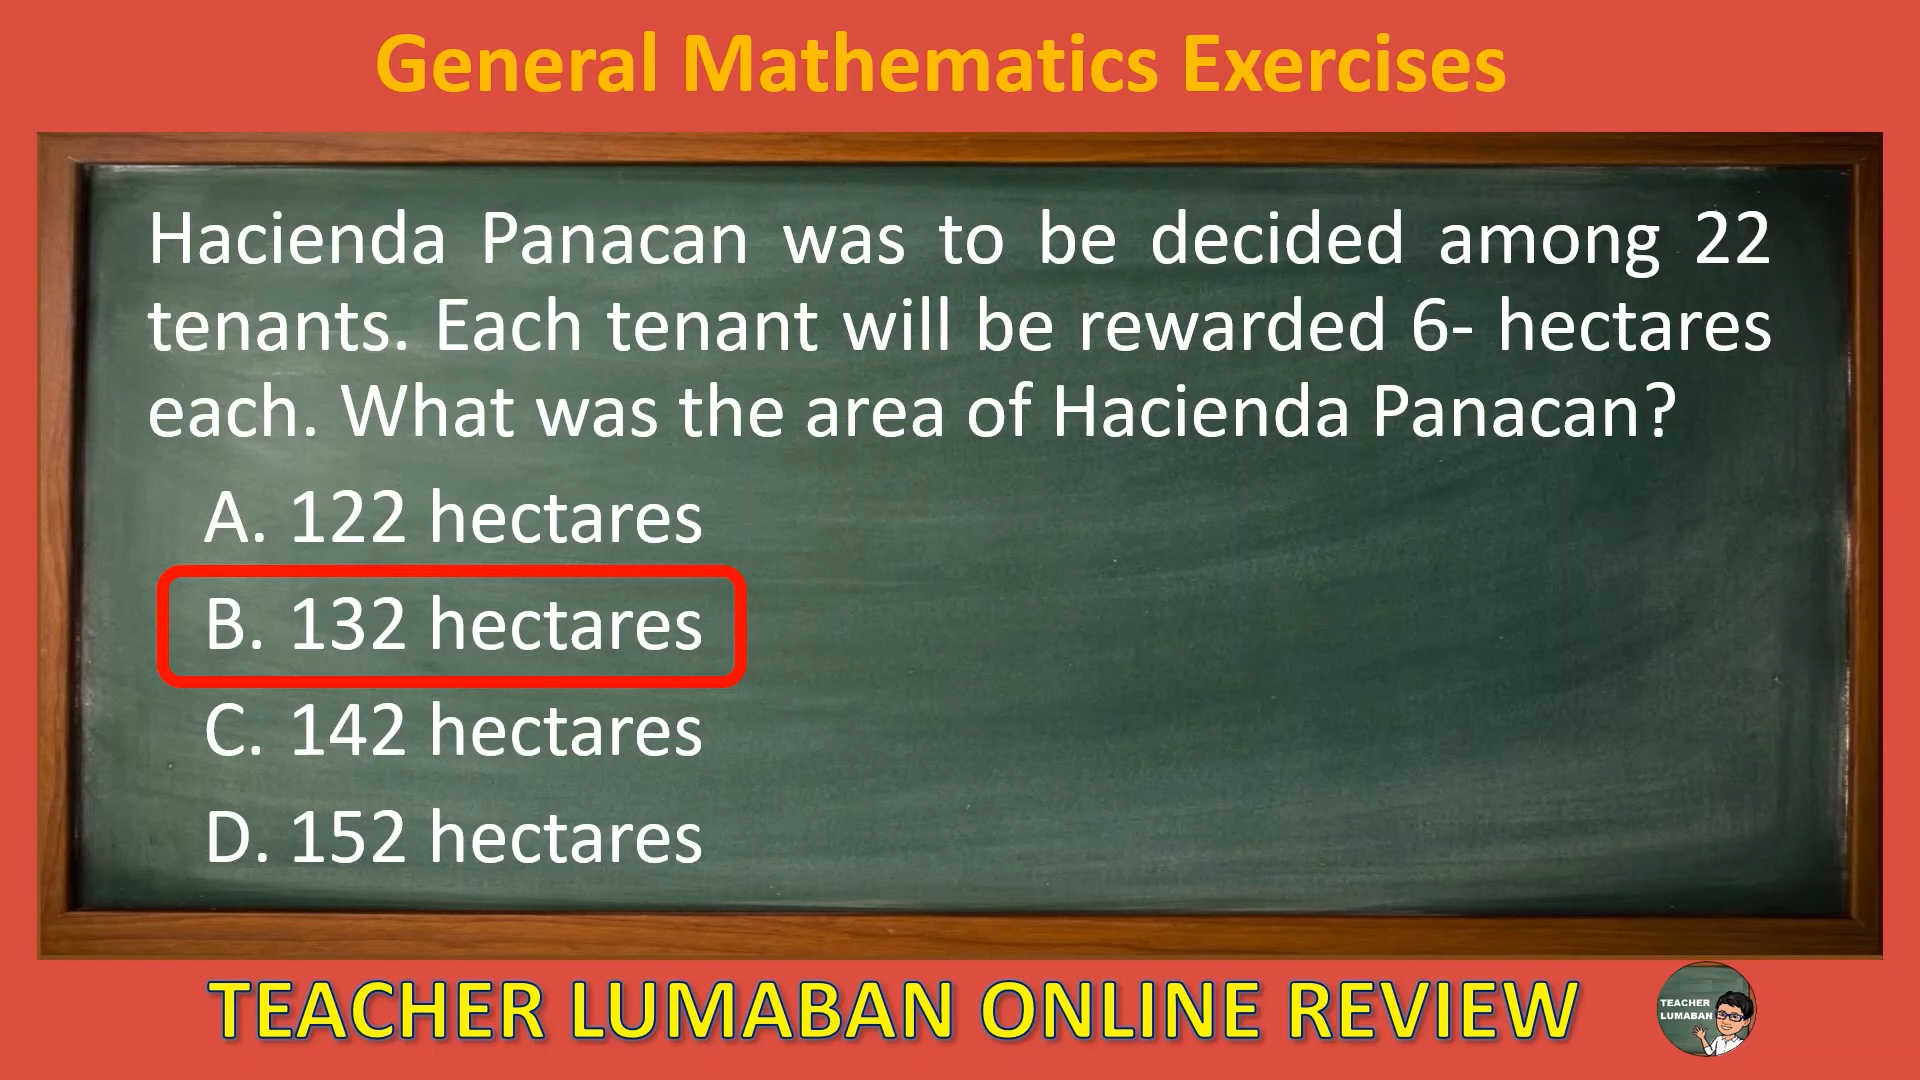 General Mathematics Exercises
Hacienda Panacan was to be decided among 22
tenants. Each tenant will be rewarded 6- hectares
each. What was the area of Hacienda Panacan?
A. 122 hectares
B. 132 hectares
C. 142 hectares
D. 152 hectares
TEACHER LUMABAN ONLINE REVIEW
TEACHER
LUMABAN